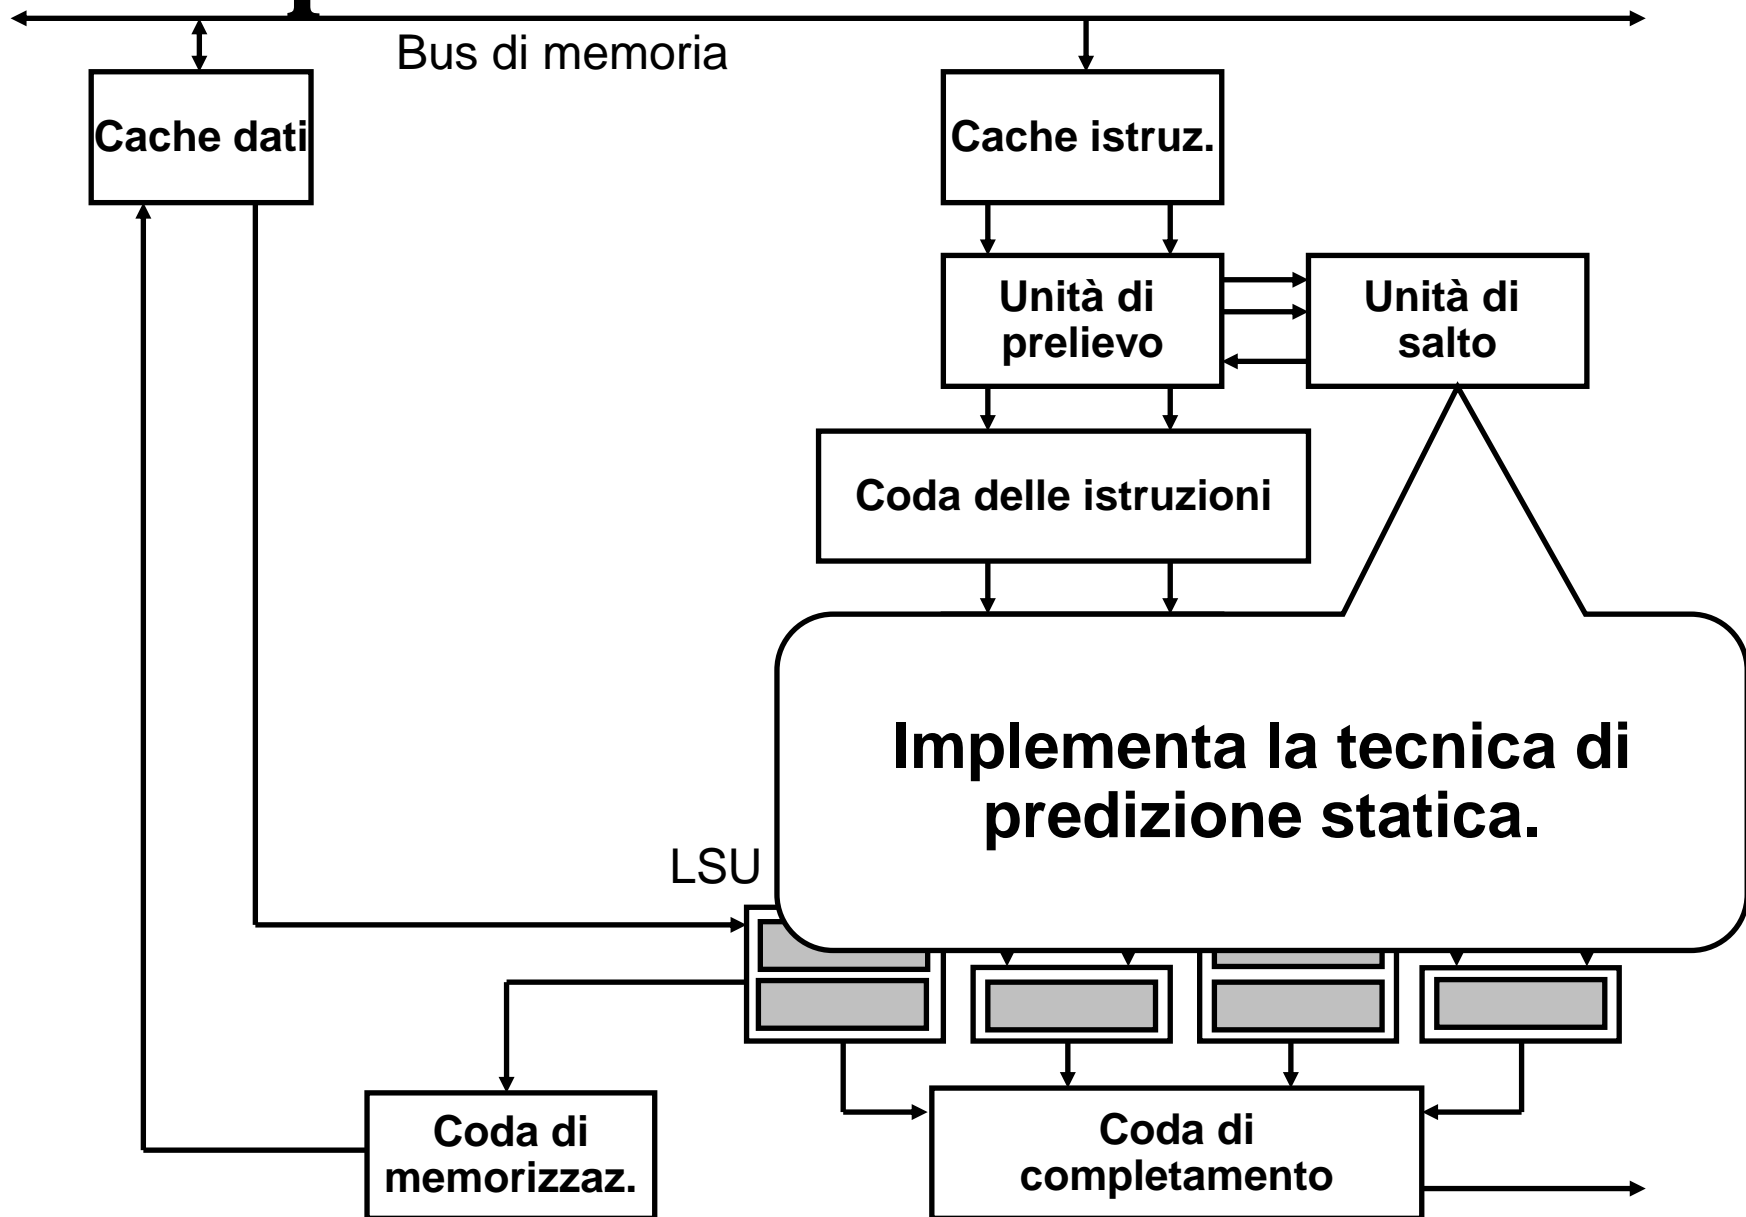 Bus di memoria
Cache dati
Cache istruz.
Unità di
prelievo
Unità di
salto
Coda delle istruzioni
Implementa la tecnica di
predizione statica.
LSU
Coda di
memorizzaz.
Coda di
completamento